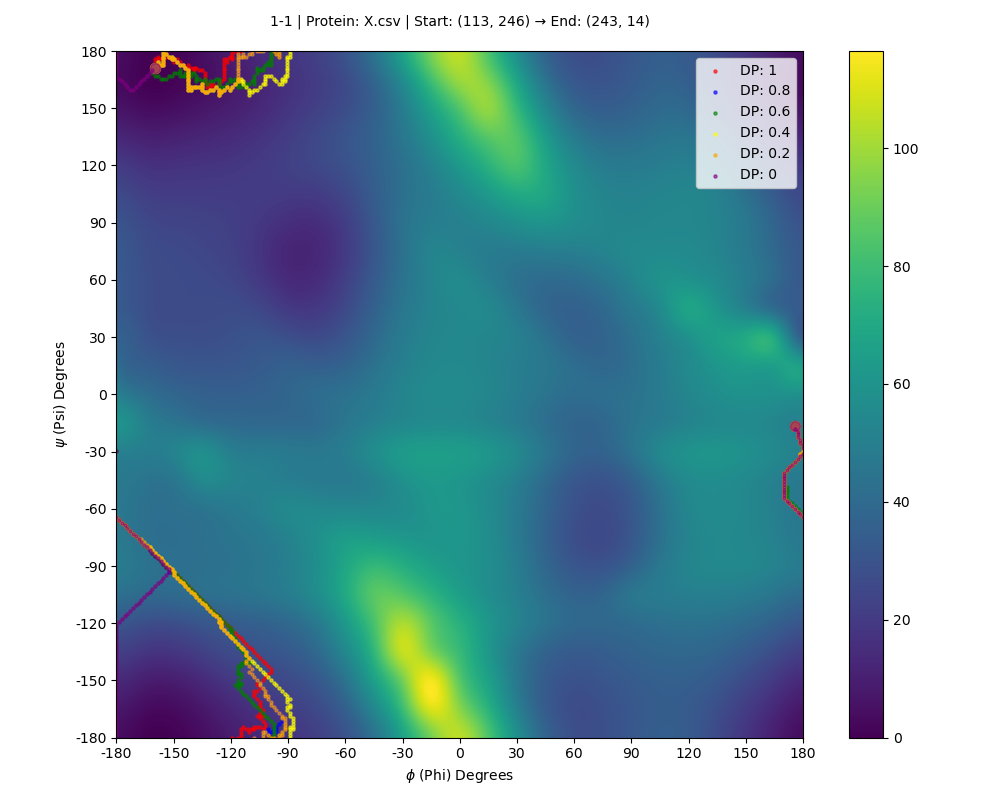 1-1 | Protein: X.csv | Start: (113, 246) → End: (243, 14)
DP: 1
DP: 0.8
DP: 0.6
DP: 0.4
DP: 0.2
DP: 0
180
150
120
90
60
30
0
-30
-60
-90
-120
-150
-180
ψ (Psi) Degrees
-180 -150 -120 -90 -60 -30 0 30 60 90 120 150 180
ϕ (Phi) Degrees
100
80
60
40
20
0